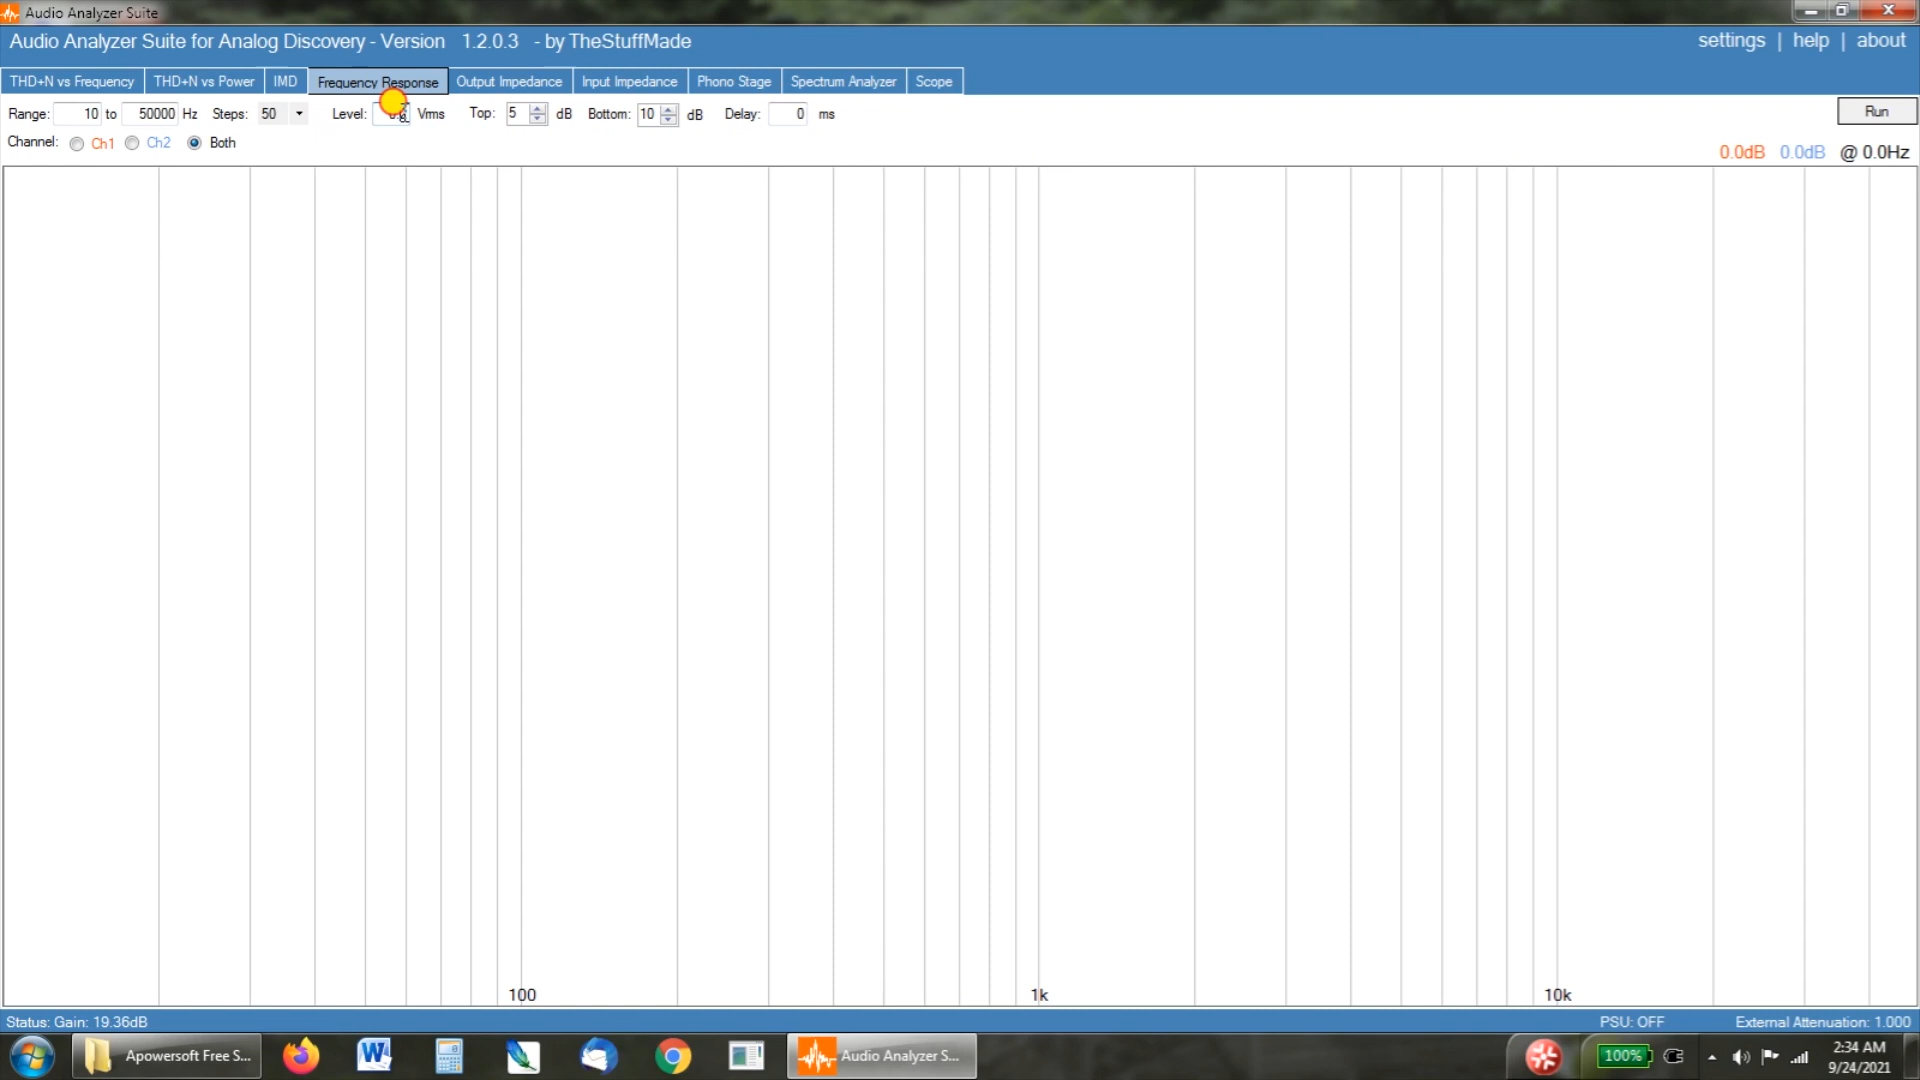 Audio Analyzer Suite
Audio Analyzer Suite for Analog Discovery - Version 1.2.0.3 - by TheStuffMade
settings | help | about
THD+N vs Frequency THD+N vs Power IMD Frequency Response Output Impedance Input Impedance Phono Stage Spectrum Analyzer Scope
Range: 10 to 50000 Hz Steps: 50 Level: Vrms Top: 5 dB Bottom: 10 dB Delay: 0 ms Run
Channel: Ch1 Ch2 Both
0.0dB 0.0dB @ 0.0Hz
100 1k 10k
Status: Gain: 19.36dB PSU: OFF External Attenuation: 1.000
Apowersoft Free S... Audio Analyzer S... 100% 2:34 AM
9/24/2021